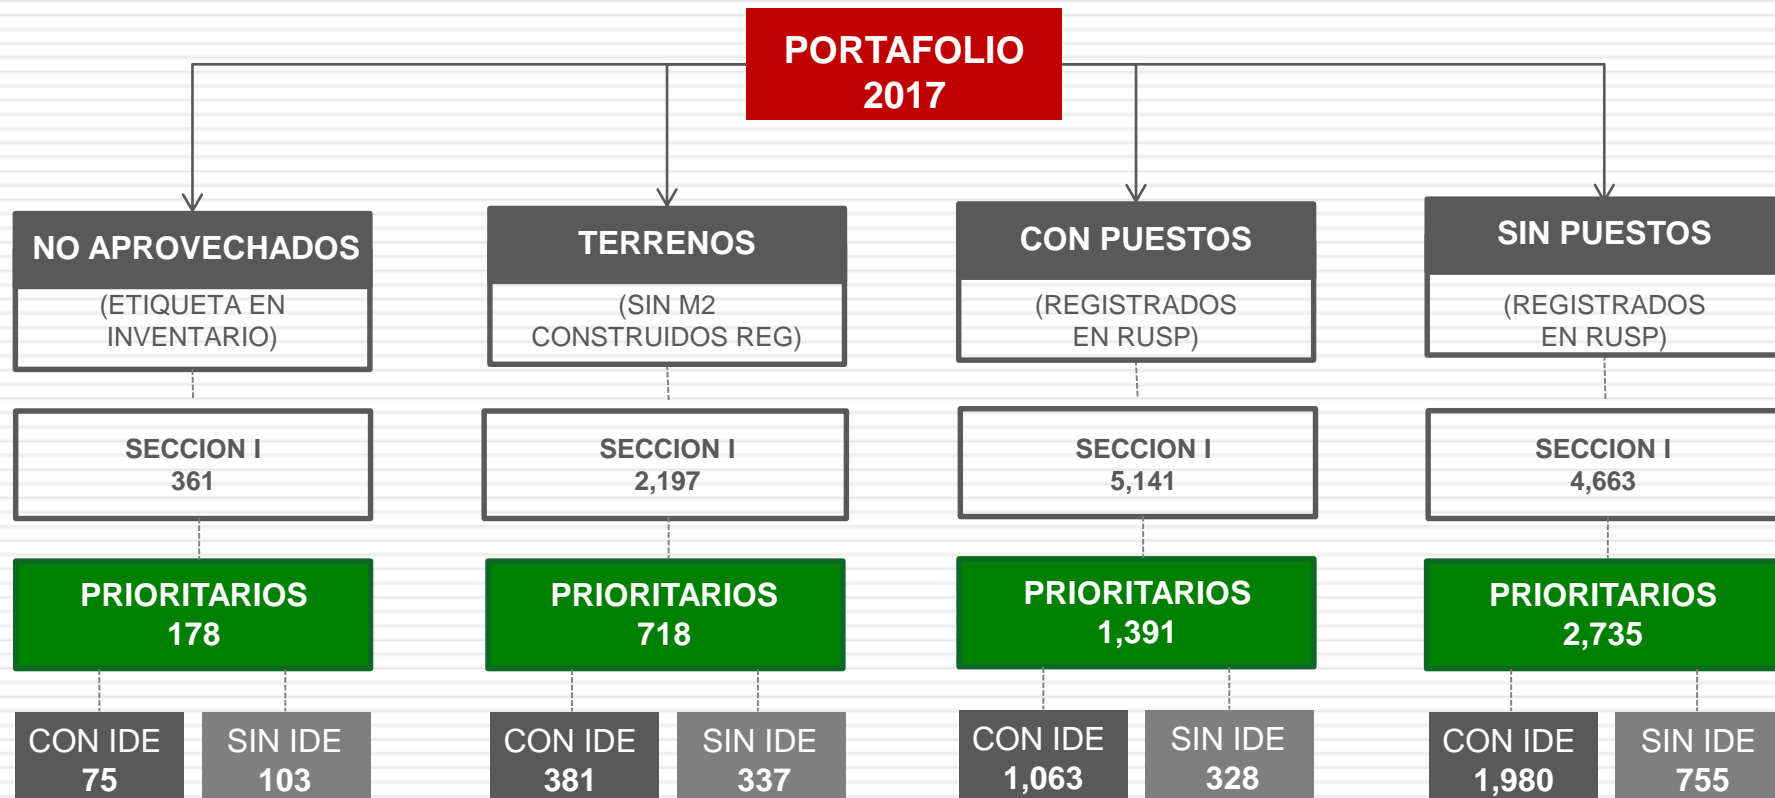 PORTAFOLIO
2017
NO APROVECHADOS
(ETIQUETA EN
INVENTARIO)
SECCION I
361
PRIORITARIOS
178
CON IDE
75
SIN IDE
103
TERRENOS
(SIN M2
CONSTRUIDOS REG)
SECCION I
2,197
PRIORITARIOS
718
CON IDE
381
SIN IDE
337
CON PUESTOS
(REGISTRADOS
EN RUSP)
SECCION I
5,141
PRIORITARIOS
1,391
CON IDE
1,063
SIN IDE
328
SIN PUESTOS
(REGISTRADOS
EN RUSP)
SECCION I
4,663
PRIORITARIOS
2,735
CON IDE
1,980
SIN IDE
755